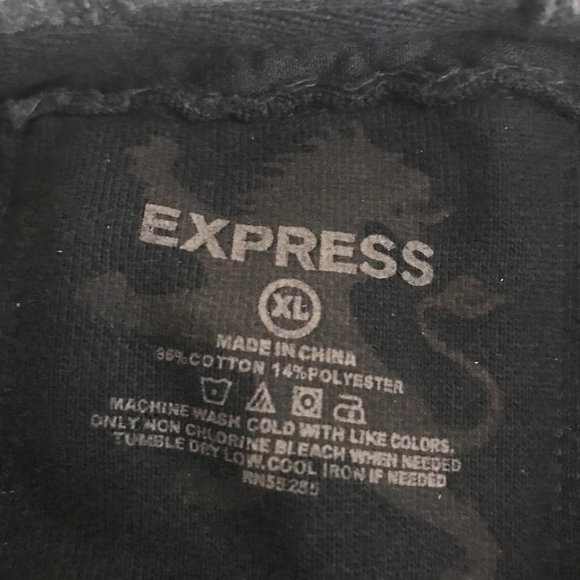 EXPRESS
XL
MADE IN CHINA
86% COTTON 14% POLYESTER
MACHINE WASH COLD WITH LIKE COLORS.
ONLY NON CHLORINE BLEACH WHEN NEEDED
TUMBLE DRY LOW, COOL IRON IF NEEDED
RN55285